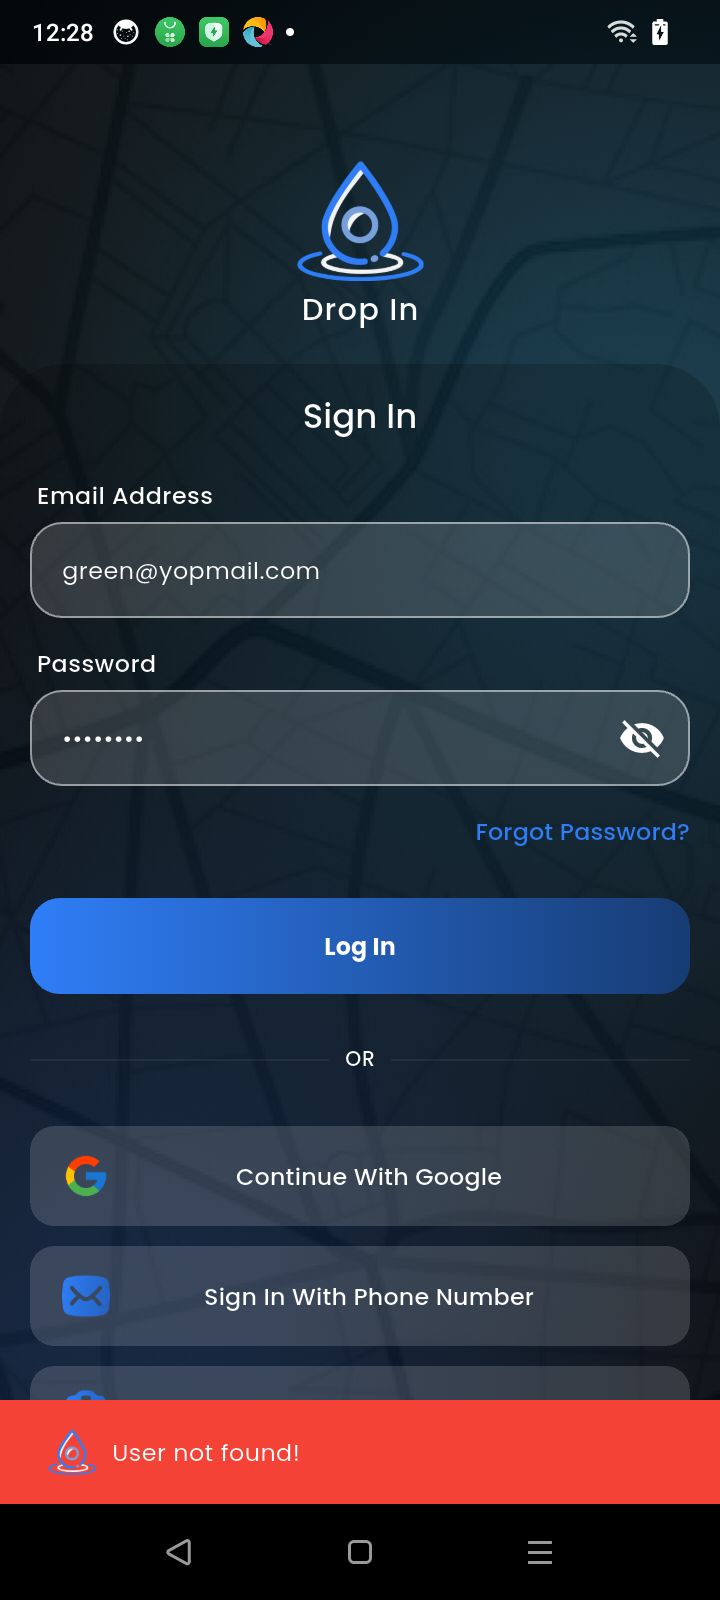 12:28
Drop In
Sign In
Email Address
green@yopmail.com
Password
••••••••
Forgot Password?
Log In
OR
Continue With Google
Sign In With Phone Number
User not found!